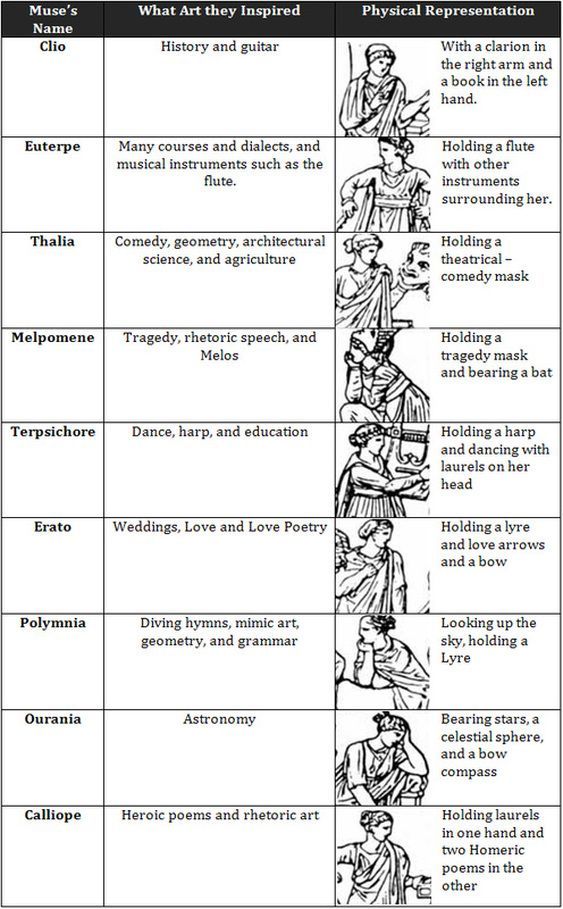 Muse's Name
What Art they Inspired
Physical Representation
Clio
History and guitar
With a clarion in
the right arm and
a book in the left
hand.
Euterpe
Many courses and dialects, and
musical instruments such as the
flute.
Holding a flute
with other
instruments
surrounding her.
Thalia
Comedy, geometry, architectural
science, and agriculture
Holding a
theatrical –
comedy mask
Melpomene
Tragedy, rhetoric speech, and
Melos
Holding a
tragedy mask
and bearing a bat
Terpsichore
Dance, harp, and education
Holding a harp
and dancing with
laurels on her
head
Erato
Weddings, Love and Love Poetry
Holding a lyre
and love arrows
and a bow
Polymnia
Diving hymns, mimic art,
geometry, and grammar
Looking up the
sky, holding a
Lyre
Ourania
Astronomy
Bearing stars, a
celestial sphere,
and a bow
compass
Calliope
Heroic poems and rhetoric art
Holding laurels
in one hand and
two Homeric
poems in the
other